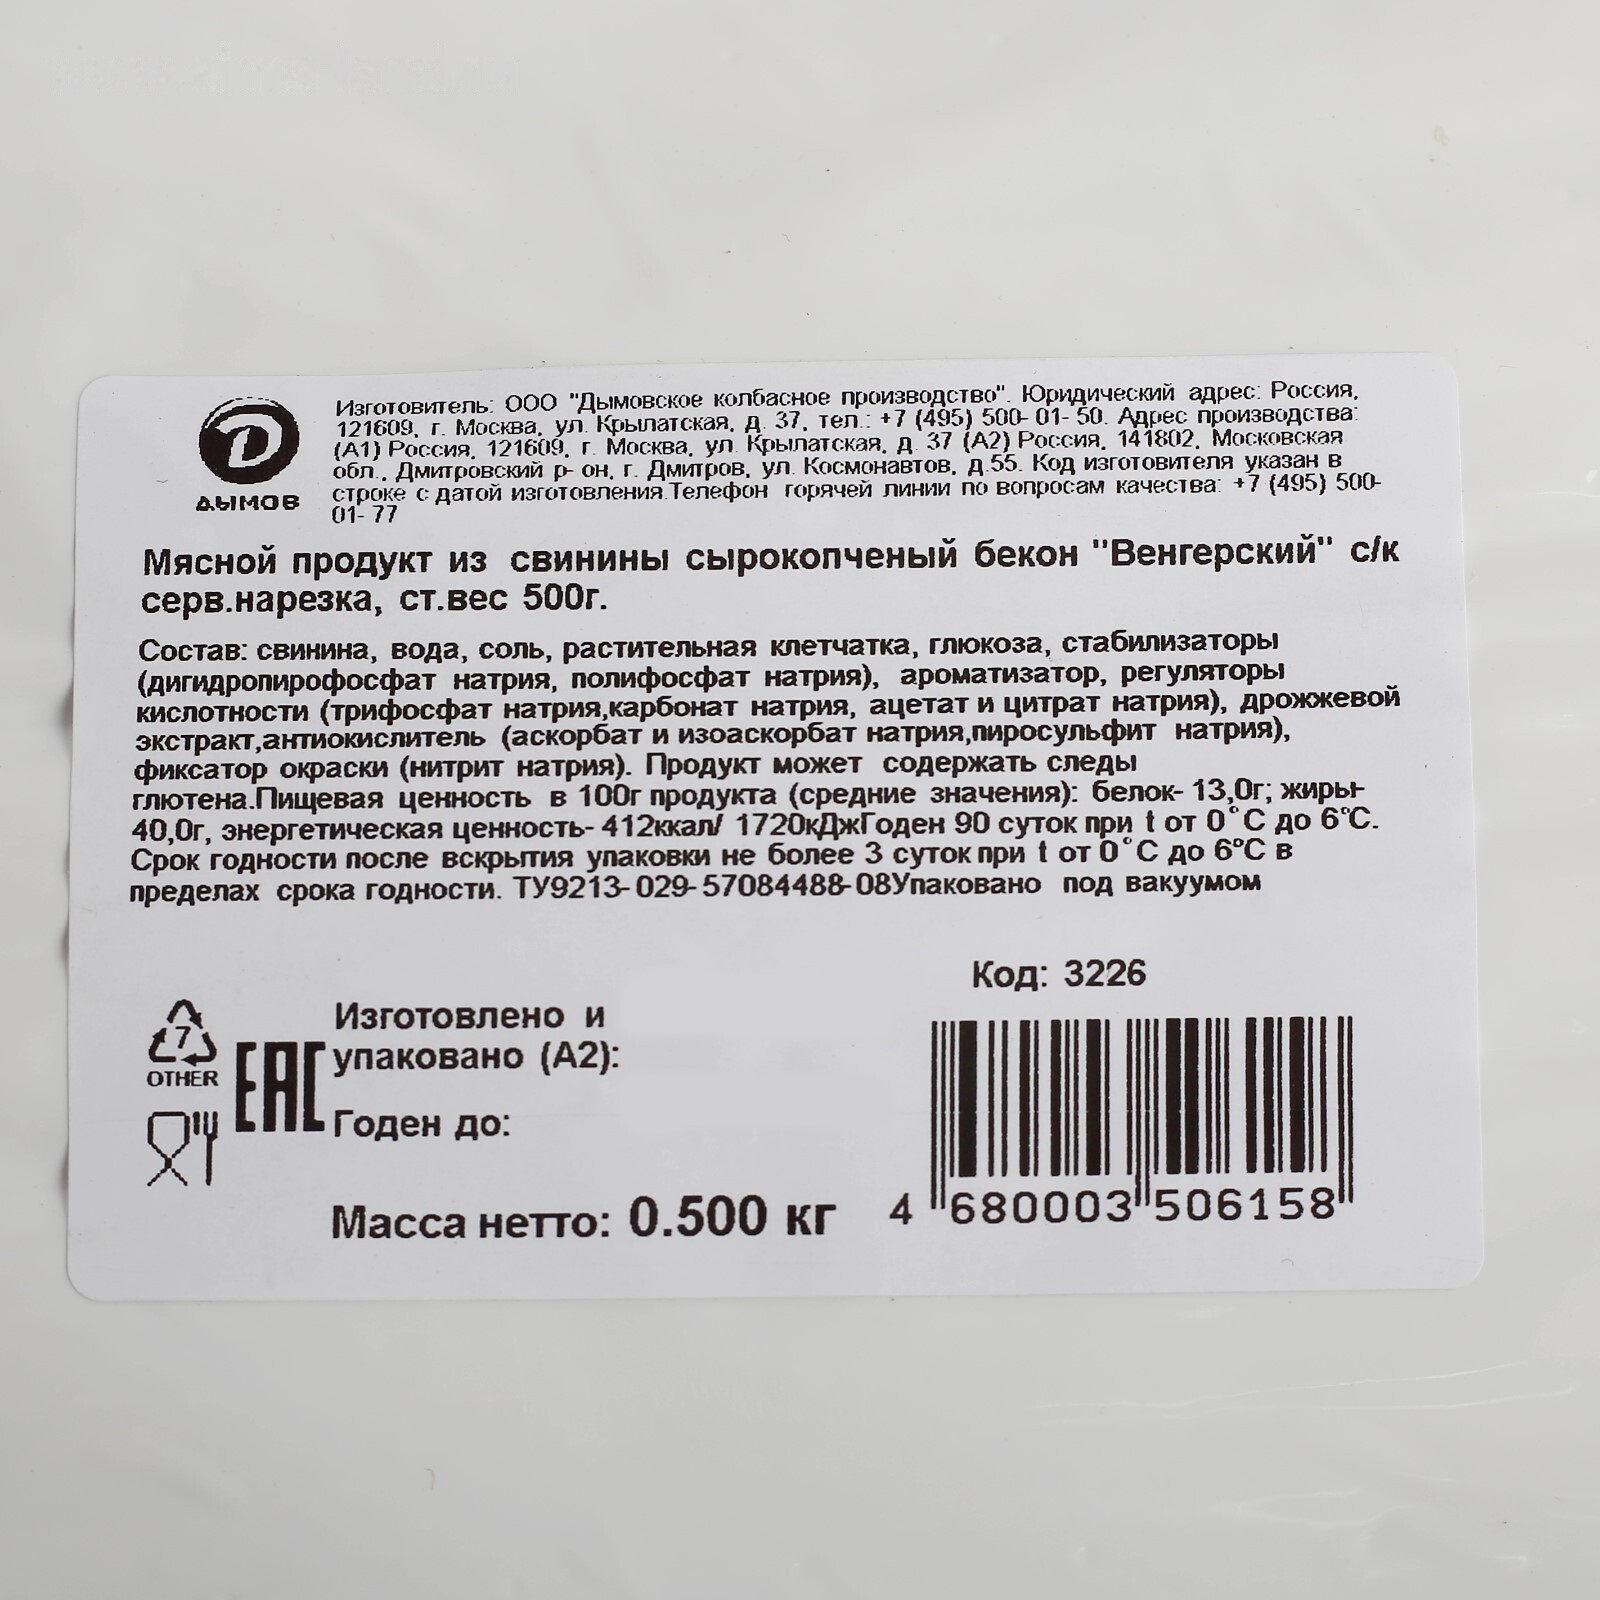 Изготовитель: ООО "Дымовское колбасное производство". Юридический адрес: Россия,
121609, г. Москва, ул. Крылатская, д. 37, тел.: +7 (495) 500- 01- 50. Адрес производства:
(А1) Россия, 121609, г. Москва, ул. Крылатская, д. 37 (А2) Россия, 141802, Московская
обл., Дмитровский р- он, г. Дмитров, ул. Космонавтов, д.55. Код изготовителя указан в
строке с датой изготовления.Телефон горячей линии по вопросам качества: +7 (495) 500-
01- 77
ДЫМОВ
Мясной продукт из свинины сырокопченый бекон "Венгерский" с/к
серв.нарезка, ст.вес 500г.
Состав: свинина, вода, соль, растительная клетчатка, глюкоза, стабилизаторы
(дигидропирофосфат натрия, полифосфат натрия), ароматизатор, регуляторы
кислотности (трифосфат натрия,карбонат натрия, ацетат и цитрат натрия), дрожжевой
экстракт,антиокислитель (аскорбат и изоаскорбат натрия,пиросульфит натрия),
фиксатор окраски (нитрит натрия). Продукт может содержать следы
глютена.Пищевая ценность в 100г продукта (средние значения): белок- 13,0г; жиры-
40,0г, энергетическая ценность- 412ккал/ 1720кДжГоден 90 суток при t от 0°С до 6°С.
Срок годности после вскрытия упаковки не более 3 суток при t от 0°С до 6°С в
пределах срока годности. ТУ9213- 029- 57084488- 08Упаковано под вакуумом
Код: 3226
7
OTHER
EAC
Изготовлено и
упаковано (А2):
Годен до:
Масса нетто: 0.500 кг
4 680003 506158